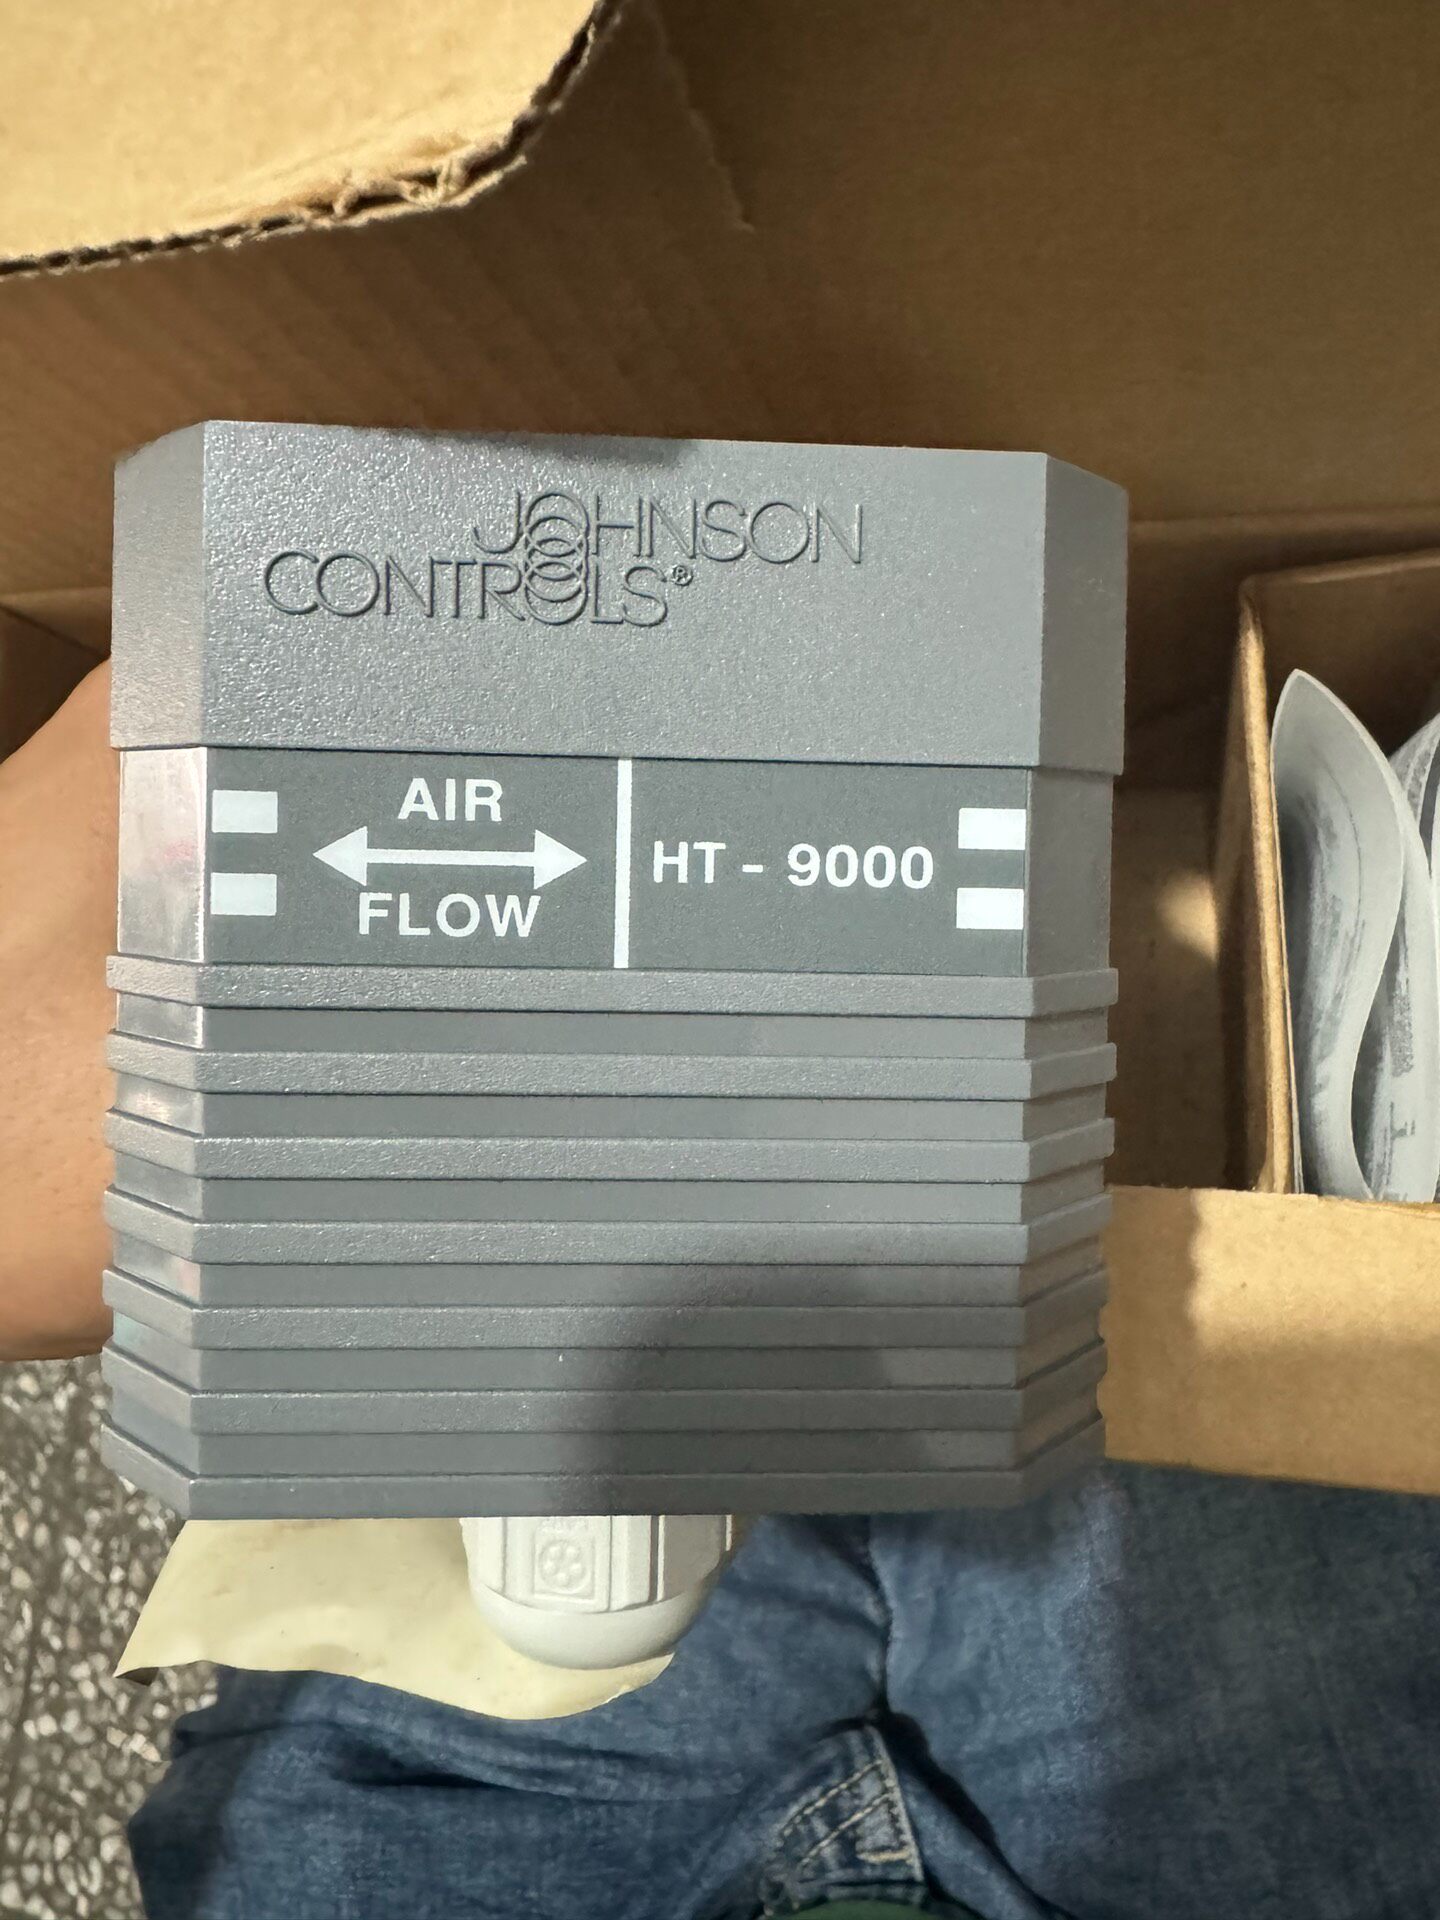 JOHNSON
CONTROLS®
AIR
FLOW
HT - 9000